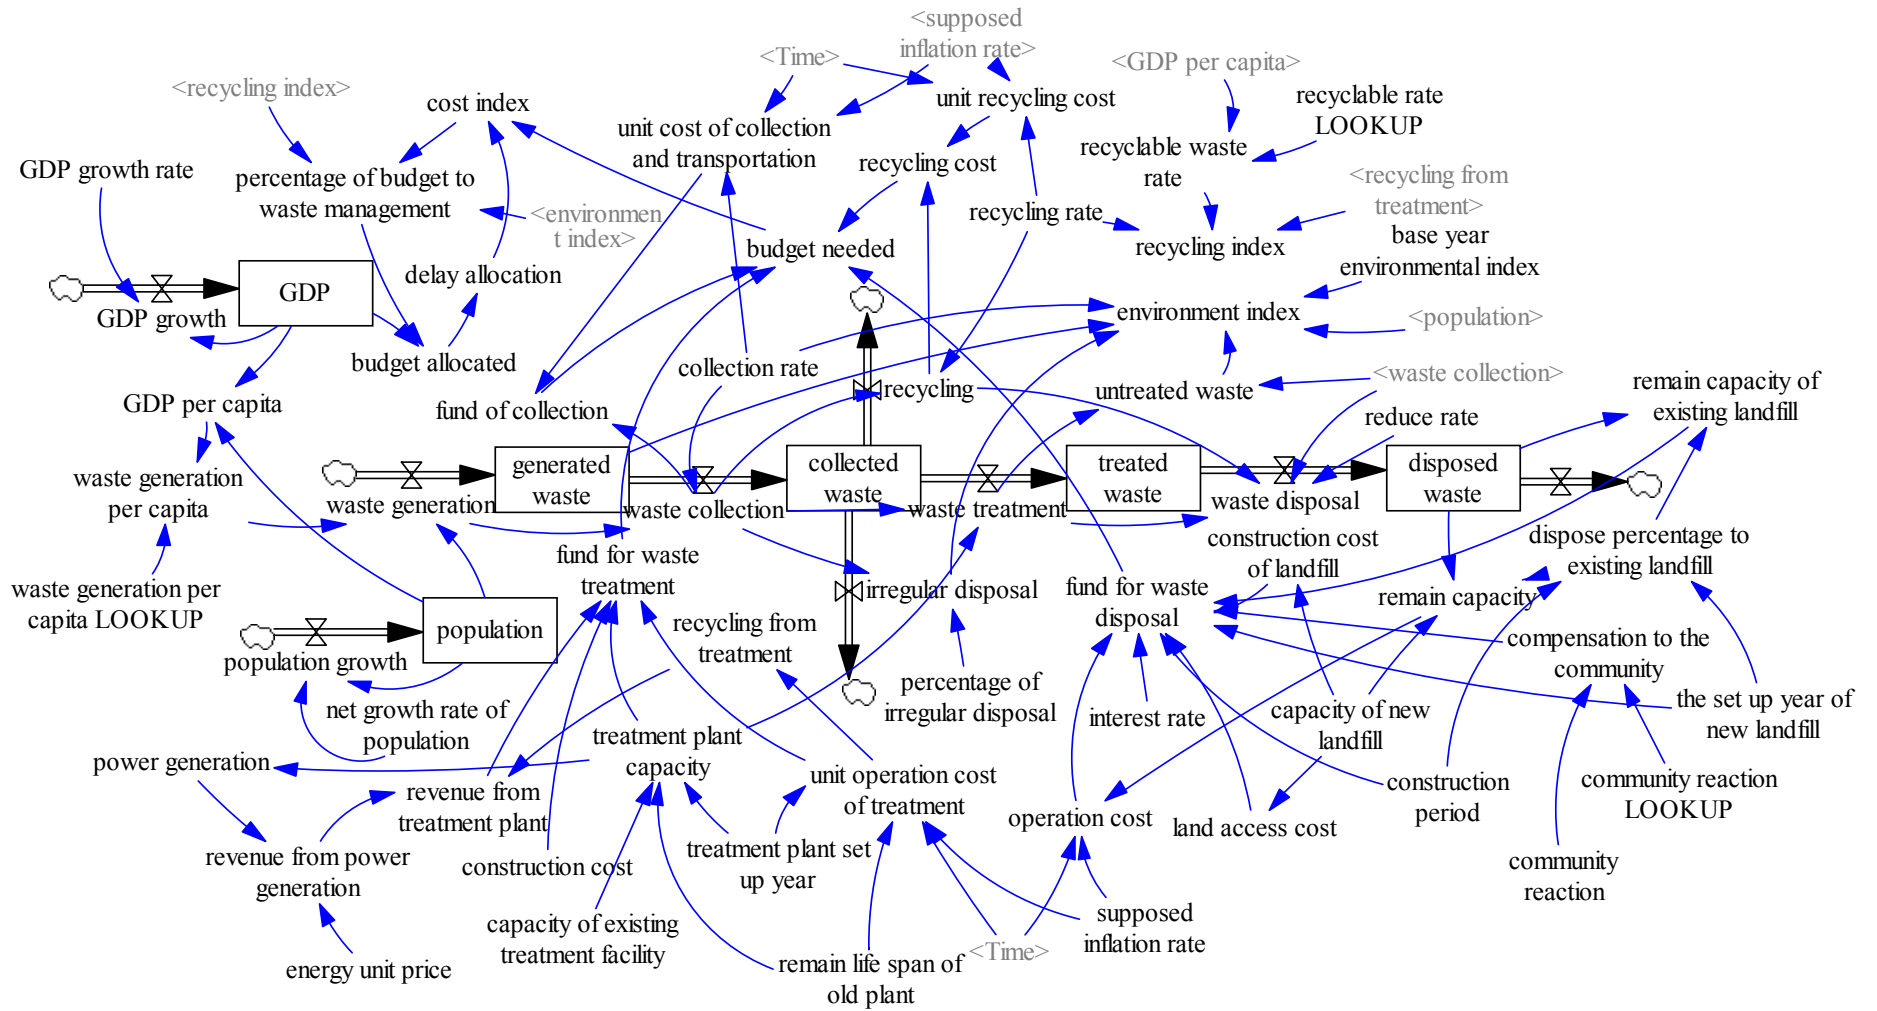 <supposed
inflation rate>
<Time>
<GDP per capita>
<recycling index>
cost index
unit recycling cost
recyclable rate
LOOKUP
unit cost of collection
and transportation
recyclable waste
rate
GDP growth rate
percentage of budget to
waste management
recycling cost
<recycling from
treatment>
<environmen
t index>
recycling rate
budget needed
recycling index
base year
environmental index
delay allocation
GDP
GDP growth
environment index
<population>
budget allocated
collection rate
recycling
untreated waste
<waste collection>
remain capacity of
existing landfill
GDP per capita
fund of collection
reduce rate
waste generation
per capita
generated
waste
collected
waste
treated
waste
disposed
waste
waste generation
waste collection
waste treatment
waste disposal
fund for waste
treatment
construction cost
of landfill
dispose percentage to
existing landfill
waste generation per
capita LOOKUP
irregular disposal
fund for waste
disposal
remain capacity
population
population growth
recycling from
treatment
compensation to the
community
percentage of
irregular disposal
net growth rate of
population
interest rate
capacity of new
landfill
the set up year of
new landfill
treatment plant
capacity
power generation
unit operation cost
of treatment
revenue from
treatment plant
operation cost
land access cost
construction
period
community reaction
LOOKUP
revenue from power
generation
construction cost
treatment plant set
up year
community
reaction
capacity of existing
treatment facility
supposed
inflation rate
<Time>
energy unit price
remain life span of
old plant